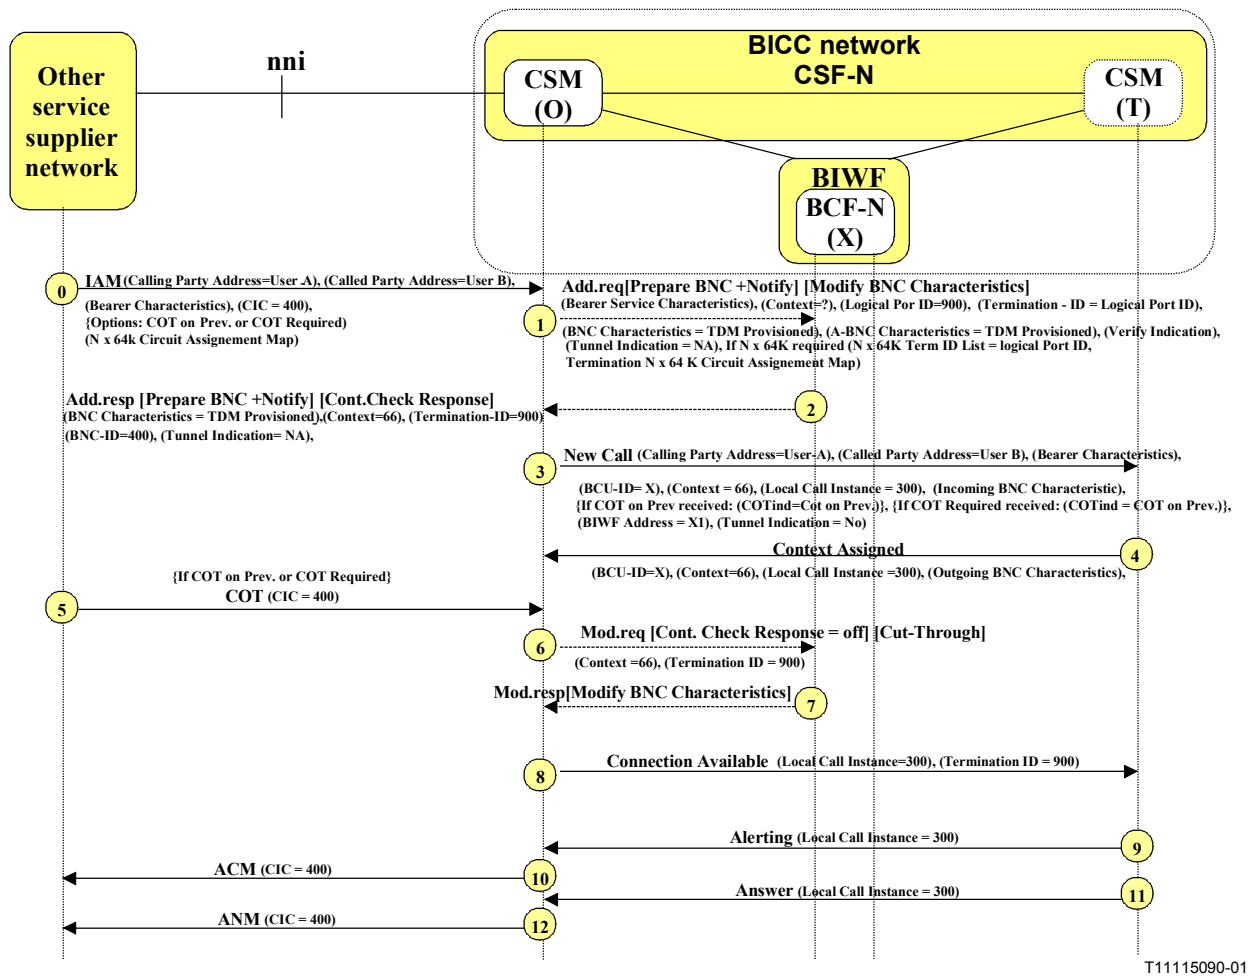 BICC network
CSF-N
Other
service
supplier
network
nni
CSM
(O)
CSM
(T)
BIWF
BCF-N
(X)
0
IAM (Calling Party Address=User A), (Called Party Address=User B),
(Bearer Characteristics), (CIC = 400),
{Options: COT on Prev. or COT Required)
(N x 64k Circuit Assignement Map)
1
Add.req[Prepare BNC +Notify] [Modify BNC Characteristics]
(Bearer Service Characteristics), (Context=?), (Logical Por ID=900), (Termination - ID = Logical Port ID),
(BNC Characteristics = TDM Provisioned), (A-BNC Characteristics = TDM Provisioned), (Verify Indication),
(Tunnel Indication = NA), If N x 64K required (N x 64K Term ID List = logical Port ID,
Termination N x 64 K Circuit Assignement Map)
2
Add.resp [Prepare BNC +Notify] [Cont.Check Response]
(BNC Characteristics = TDM Provisioned),(Context=66), (Termination-ID=900)
(BNC-ID=400), (Tunnel Indication= NA),
3
New Call (Calling Party Address=User-A), (Called Party Address=User B), (Bearer Characteristics),
(BCU-ID= X), (Context = 66), (Local Call Instance = 300), (Incoming BNC Characteristic),
{If COT on Prev received: (COTind=Cot on Prev.)}, {If COT Required received: (COTind = COT on Prev.)},
(BIWF Address = X1), (Tunnel Indication = No)
4
Context Assigned
(BCU-ID=X), (Context=66), (Local Call Instance =300), (Outgoing BNC Characteristics),
5
{If COT on Prev. or COT Required}
COT (CIC = 400)
6
Mod.req [Cont. Check Response = off] [Cut-Through]
(Context =66), (Termination ID = 900)
7
Mod.resp[Modify BNC Characteristics]
8
Connection Available (Local Call Instance=300), (Termination ID = 900)
9
Alerting (Local Call Instance = 300)
10
ACM (CIC = 400)
11
Answer (Local Call Instance = 300)
12
ANM (CIC = 400)
T11115090-01